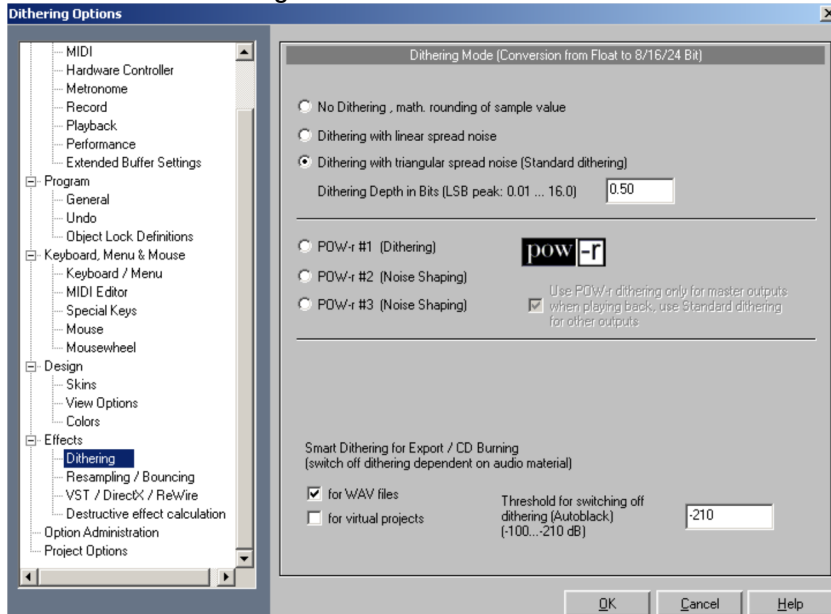 Dithering Options
MIDI
Hardware Controller
Metronome
Record
Playback
Performance
Extended Buffer Settings
Program
General
Undo
Object Lock Definitions
Keyboard, Menu & Mouse
Keyboard / Menu
MIDI Editor
Special Keys
Mouse
Mousewheel
Design
Skins
View Options
Colors
Effects
Dithering
Resampling / Bouncing
VST / DirectX / ReWire
Destructive effect calculation
Option Administration
Project Options
Dithering Mode (Conversion from Float to 8/16/24 Bit)
No Dithering , math. rounding of sample value
Dithering with linear spread noise
Dithering with triangular spread noise (Standard dithering)
Dithering Depth in Bits (LSB peak: 0.01 ... 16.0) 0.50
POW-r #1 (Dithering)
pow-r
POW-r #2 (Noise Shaping)
POW-r #3 (Noise Shaping)
Use POW-r dithering only for master outputs
when playing back, use Standard dithering
for other outputs
Smart Dithering for Export / CD Burning
(switch off dithering dependent on audio material)
for WAV files
for virtual projects
Threshold for switching off
dithering (Autoblack)
(-100...-210 dB)
-210
OK Cancel Help